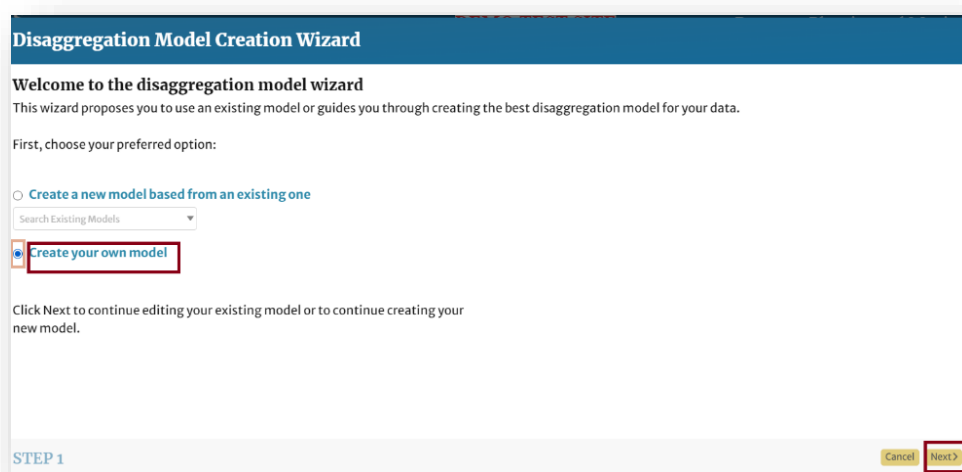 Disaggregation Model Creation Wizard
Welcome to the disaggregation model wizard
This wizard proposes you to use an existing model or guides you through creating the best disaggregation model for your data.
First, choose your preferred option:
Create a new model based from an existing one
Search Existing Models
Create your own model
Click Next to continue editing your existing model or to continue creating your
new model.
STEP 1
Cancel
Next>